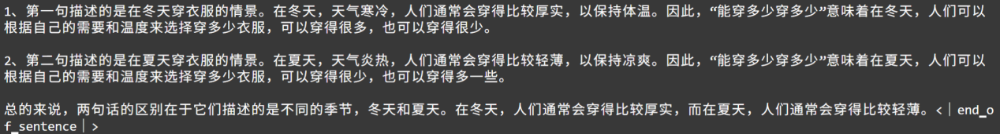 1、第一句描述的是在冬天穿衣服的情景。在冬天，天气寒冷，人们通常会穿得比较厚实，以保持体温。因此，“能穿多少穿多少”意味着在冬天，人们可以
根据自己的需要和温度来选择穿多少衣服，可以穿得很多，也可以穿得很少。
2、第二句描述的是在夏天穿衣服的情景。在夏天，天气炎热，人们通常会穿得比较轻薄，以保持凉爽。因此，“能穿多少穿多少”意味着在夏天，人们可以
根据自己的需要和温度来选择穿多少衣服，可以穿得很少，也可以穿得多一些。
总的来说，两句话的区别在于它们描述的是不同的季节，冬天和夏天。在冬天，人们通常会穿得比较厚实，而在夏天，人们通常会穿得比较轻薄。<｜end▁o
f▁sentence｜>